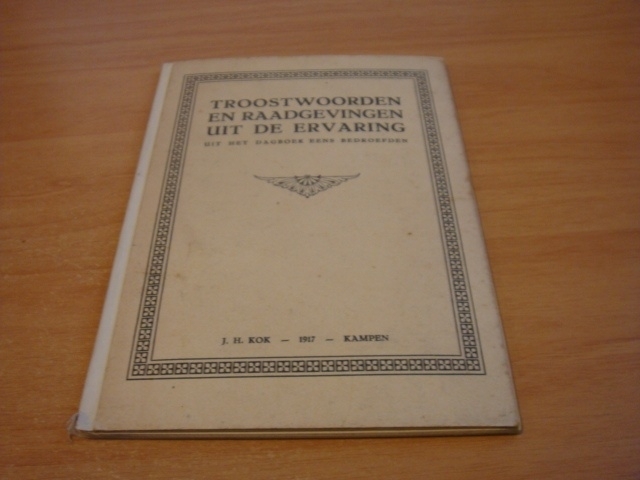 TROOSTWOORDEN
EN RAADGEVINGEN
UIT DE ERVARING
UIT HET DAGBOEK EENS BEDROEFDEN
J. H. KOK — 1917 — KAMPEN